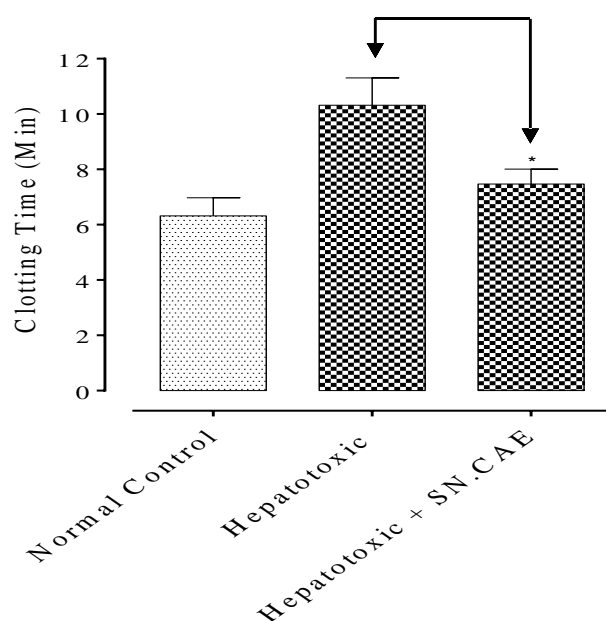 12
10
8
6
4
2
0
Clotting Time (Min)
*
Normal Control
Hepatotoxic
Hepatotoxic + SN.CAE